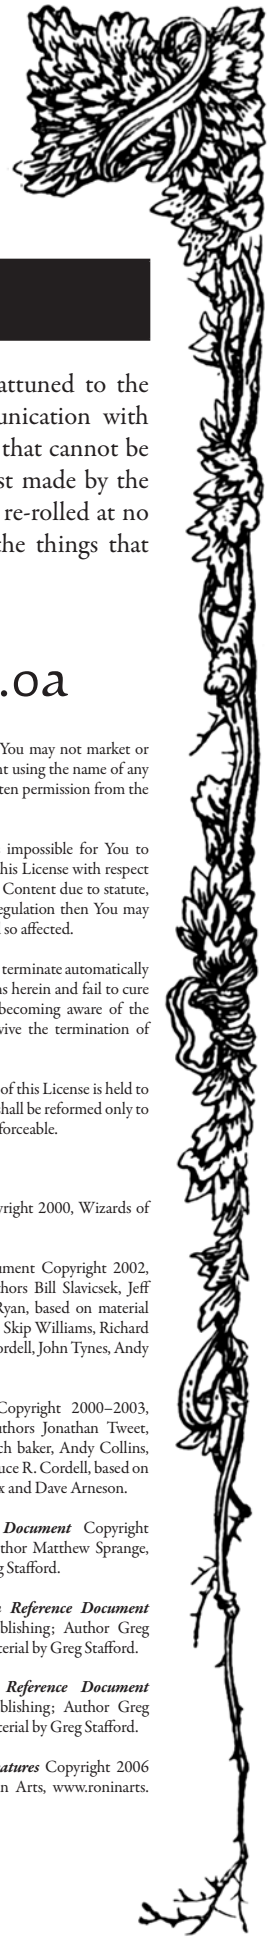 attuned to the
unication with
that cannot be
st made by the
re-rolled at no
the things that
.0a
You may not market or
nt using the name of any
ten permission from the
impossible for You to
his License with respect
Content due to statute,
egulation then You may
so affected.
terminate automatically
s herein and fail to cure
becoming aware of the
vive the termination of
of this License is held to
hall be reformed only to
forceable.
yright 2000, Wizards of
ument Copyright 2002,
hors Bill Slavicsek, Jeff
Ryan, based on material
Skip Williams, Richard
ordell, John Tynes, Andy
Copyright 2000–2003,
uthors Jonathan Tweet,
ch baker, Andy Collins,
uce R. Cordell, based on
x and Dave Arneson.
Document Copyright
thor Matthew Sprange,
g Stafford.
Reference Document
blishing; Author Greg
terial by Greg Stafford.
Reference Document
blishing; Author Greg
terial by Greg Stafford.
atures Copyright 2006
n Arts, www.roninarts.